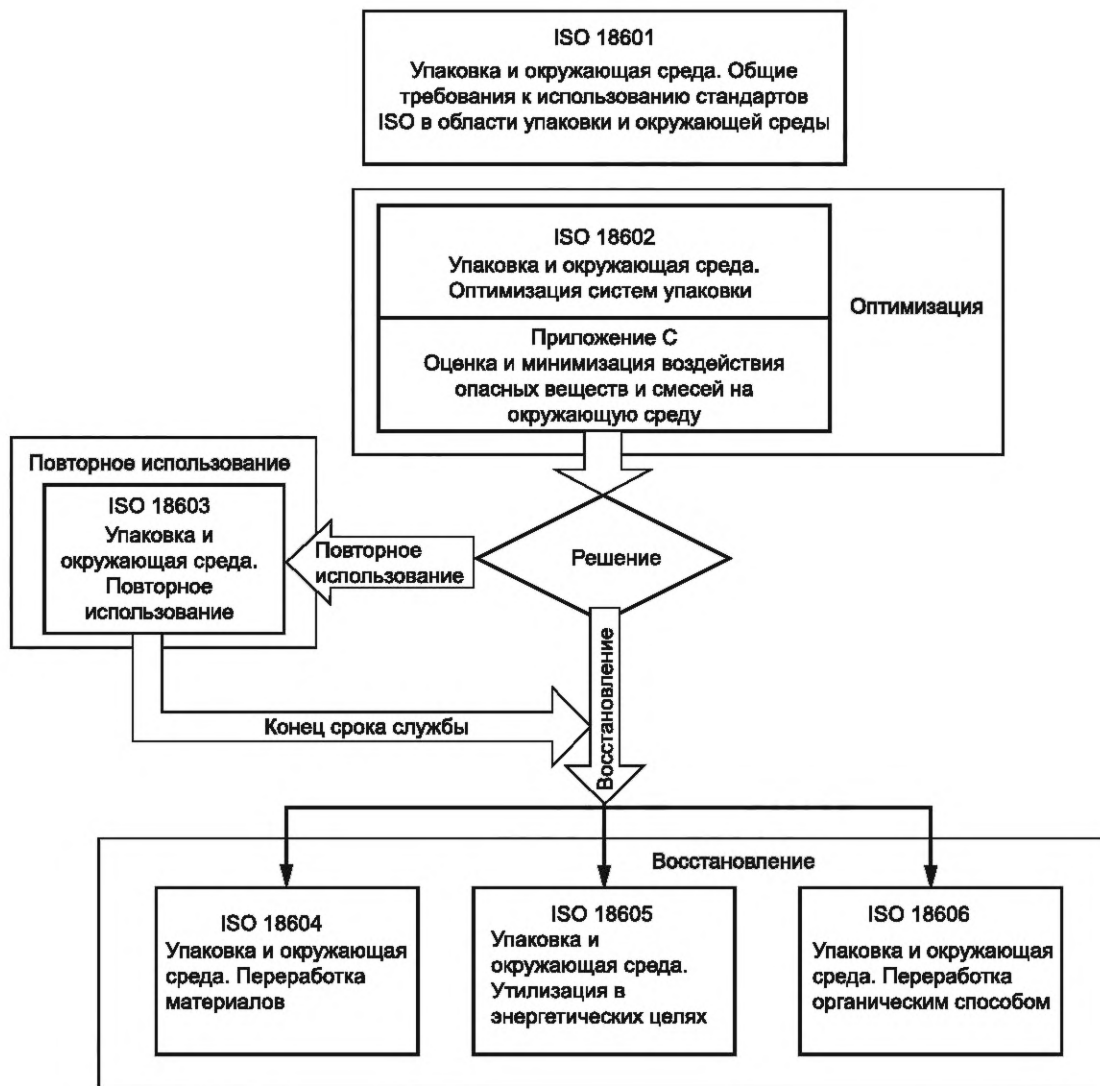 ISO 18601
Упаковка и окружающая среда. Общие
требования к использованию стандартов
ISO в области упаковки и окружающей среды
ISO 18602
Упаковка и окружающая среда.
Оптимизация систем упаковки
Оптимизация
Приложение С
Оценка и минимизация воздействия
опасных веществ и смесей на
окружающую среду
Повторное использование
ISO 18603
Упаковка и
окружающая среда.
Повторное
использование
Повторное
использование
Решение
Восстановление
Конец срока службы
Восстановление
ISO 18604
Упаковка и окружающая
среда. Переработка
материалов
ISO 18605
Упаковка и
окружающая среда.
Утилизация в
энергетических целях
ISO 18606
Упаковка и окружающая
среда. Переработка
органическим способом